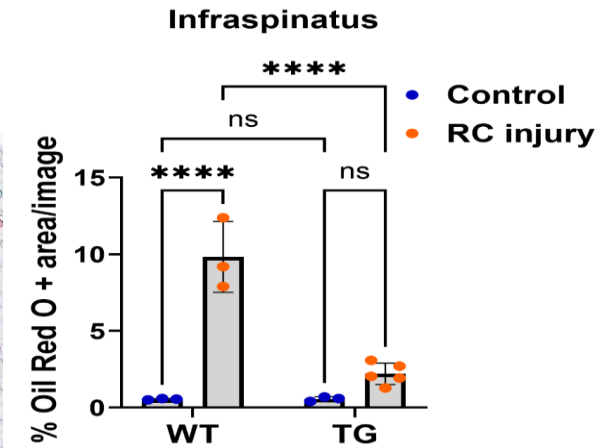 Infraspinatus
****
Control
ns
RC injury
****
ns
% Oil Red O + area/image
15
10
5
0
WT
TG